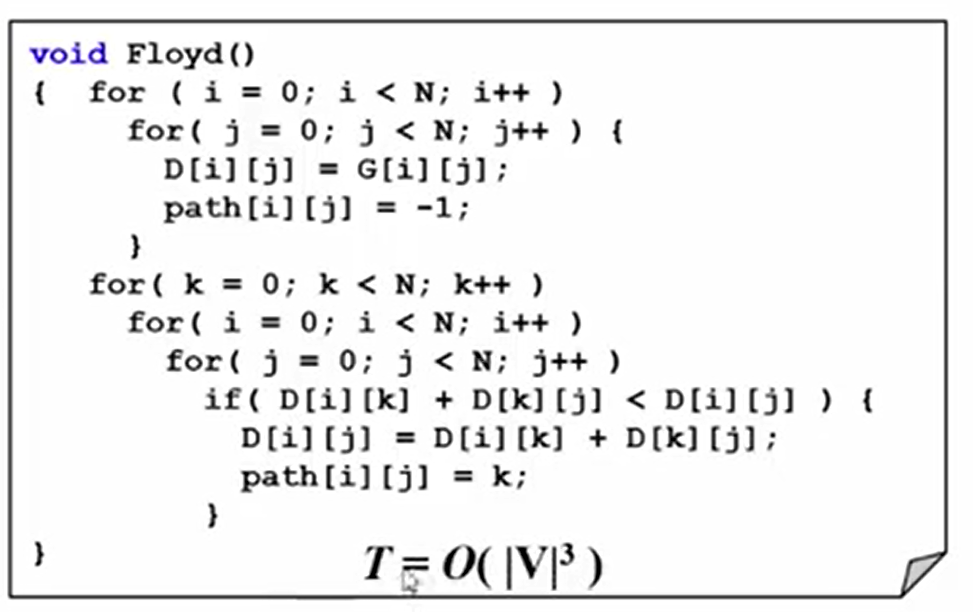 void Floyd()
{  for ( i = 0; i < N; i++ )
     for( j = 0; j < N; j++ ) {
       D[i][j] = G[i][j];
       path[i][j] = -1;
     }
   for( k = 0; k < N; k++ )
     for( i = 0; i < N; i++ )
       for( j = 0; j < N; j++ )
         if( D[i][k] + D[k][j] < D[i][j] ) {
           D[i][j] = D[i][k] + D[k][j];
           path[i][j] = k;
         }
}
T = O( |V|³ )